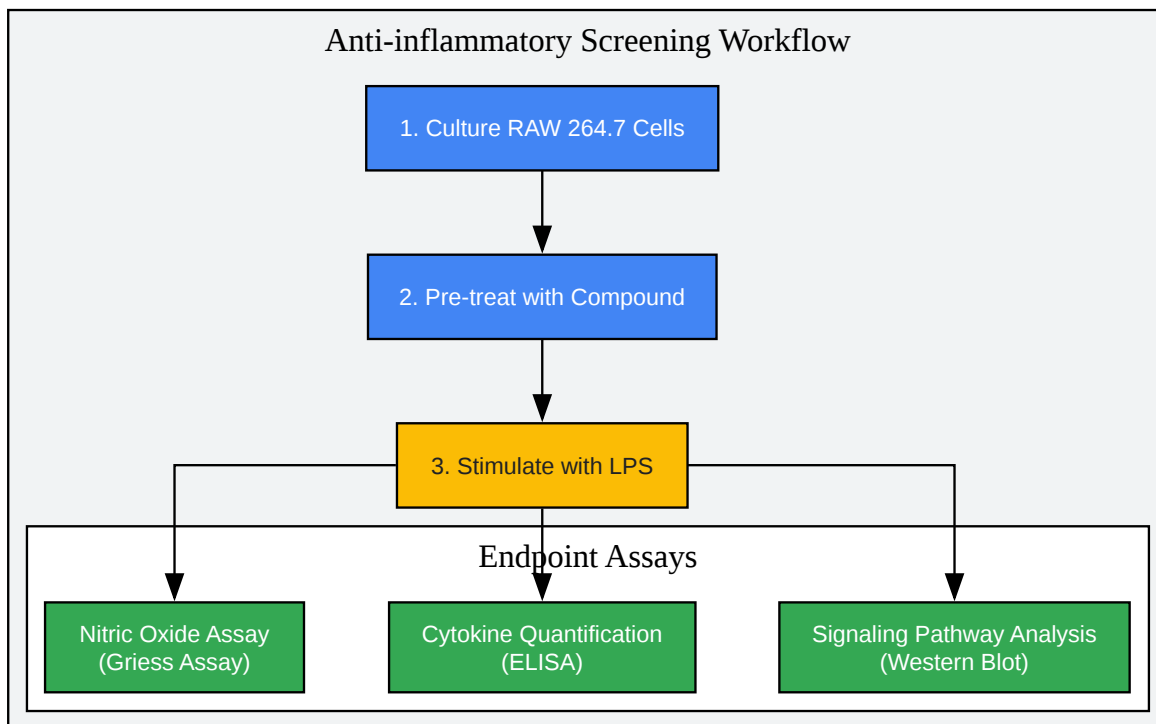 Anti-inflammatory Screening Workflow
1. Culture RAW 264.7 Cells
2. Pre-treat with Compound
3. Stimulate with LPS
Endpoint Assays
Nitric Oxide Assay
(Griess Assay)
Cytokine Quantification
(ELISA)
Signaling Pathway Analysis
(Western Blot)